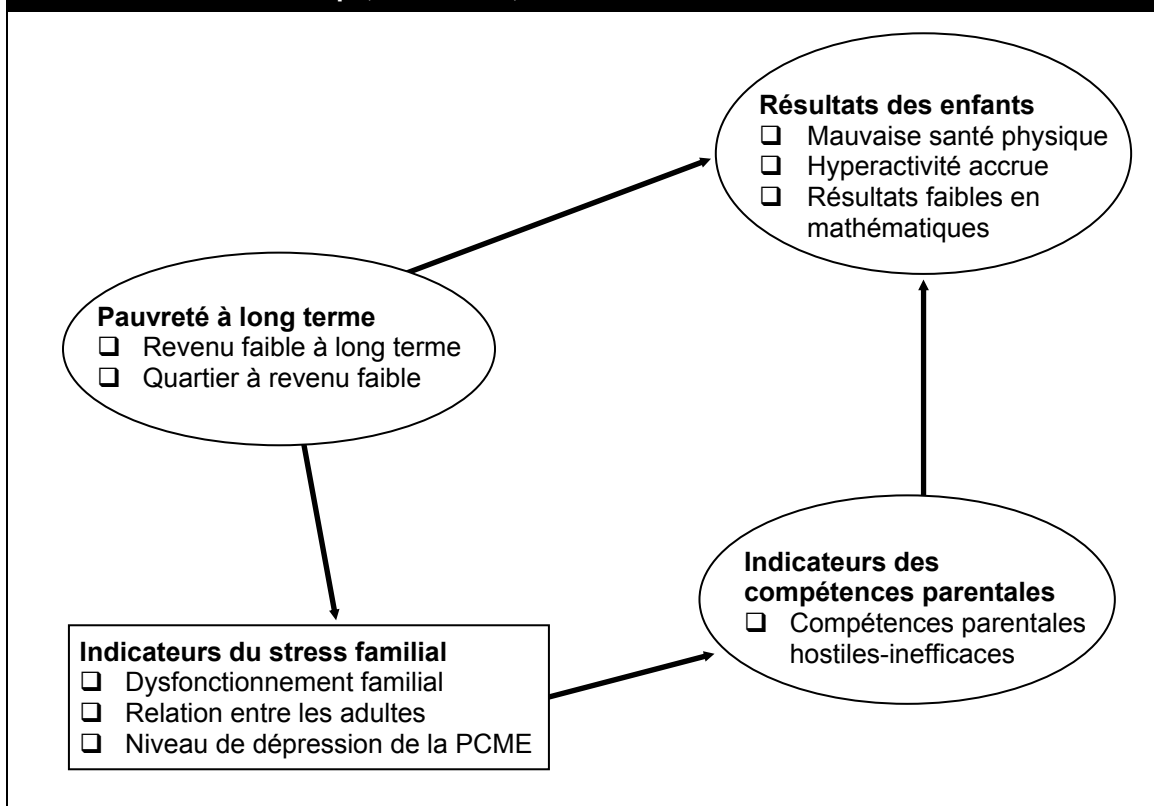 Résultats des enfants
❑ Mauvaise santé physique
❑ Hyperactivité accrue
❑ Résultats faibles en
mathématiques
Pauvreté à long terme
❑ Revenu faible à long terme
❑ Quartier à revenu faible
Indicateurs des
compétences parentales
❑ Compétences parentales
hostiles-inefficaces
Indicateurs du stress familial
❑ Dysfonctionnement familial
❑ Relation entre les adultes
❑ Niveau de dépression de la PCME